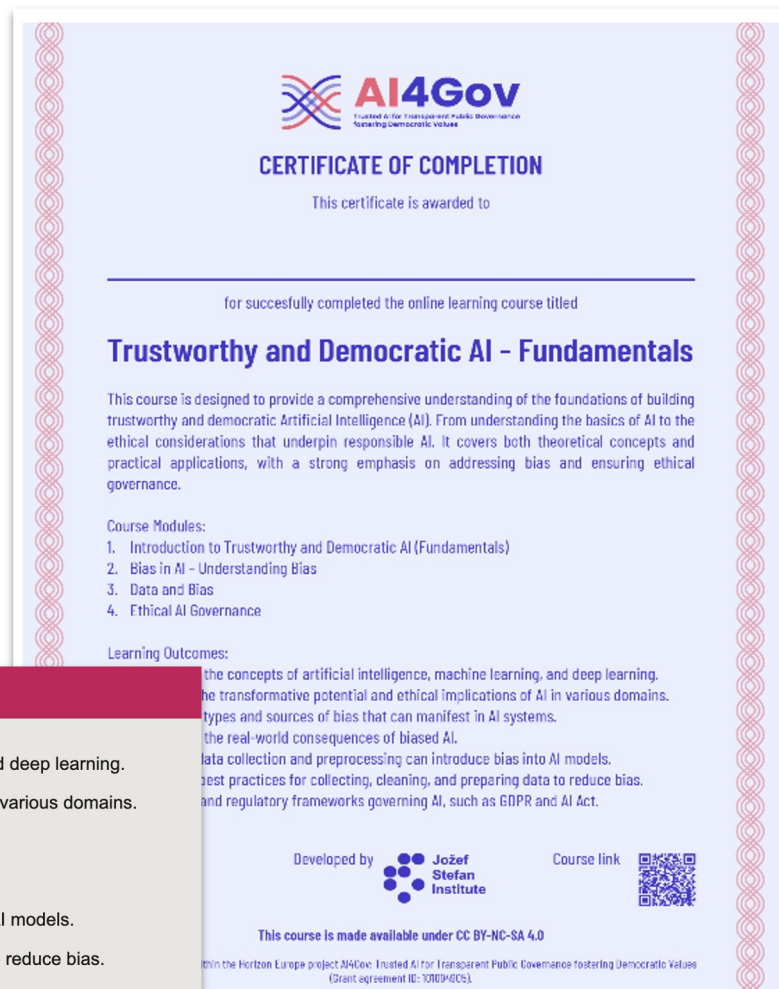 AI4Gov
Trusted AI for Transparent Public Governance
fostering Democratic Values
CERTIFICATE OF COMPLETION
This certificate is awarded to
for succesfully completed the online learning course titled
Trustworthy and Democratic AI - Fundamentals
This course is designed to provide a comprehensive understanding of the foundations of building
trustworthy and democratic Artificial Intelligence (AI). From understanding the basics of AI to the
ethical considerations that underpin responsible AI. It covers both theoretical concepts and
practical applications, with a strong emphasis on addressing bias and ensuring ethical
governance.
Course Modules:
1. Introduction to Trustworthy and Democratic AI (Fundamentals)
2. Bias in AI – Understanding Bias
3. Data and Bias
4. Ethical AI Governance
Learning Outcomes:
the concepts of artificial intelligence, machine learning, and deep learning.
he transformative potential and ethical implications of AI in various domains.
types and sources of bias that can manifest in AI systems.
the real-world consequences of biased AI.
data collection and preprocessing can introduce bias into AI models.
best practices for collecting, cleaning, and preparing data to reduce bias.
and regulatory frameworks governing AI, such as GDPR and AI Act.
d deep learning.
various domains.
AI models.
reduce bias.
Developed by
Jožef
Stefan
Institute
Course link
This course is made available under CC BY-NC-SA 4.0
within the Horizon Europe project AI4Gov: Trusted AI for Transparent Public Governance fostering Democratic Values
(Grant agreement ID: 101094905).